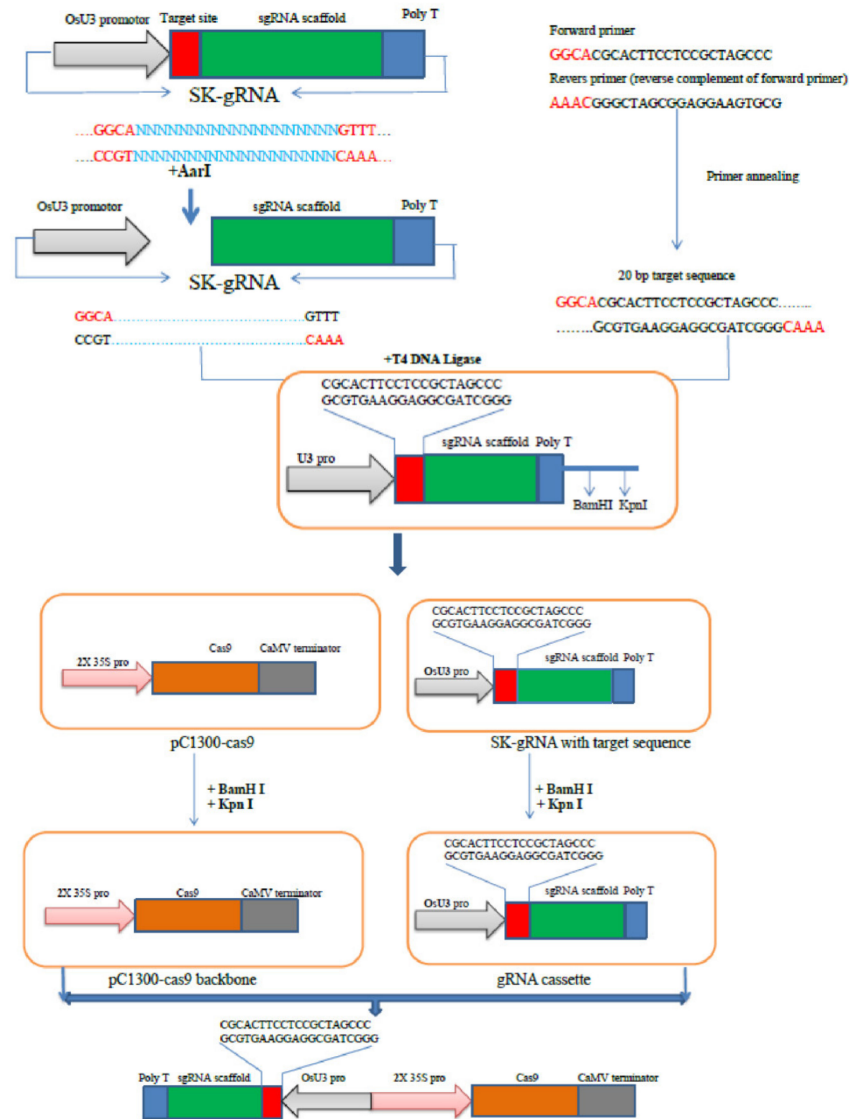 OsU3 promotor Target site sgRNA scaffold Poly T
SK-gRNA
....GGCANNNNNNNNNNNNNNNNNNNGTTT...
....CCGTNNNNNNNNNNNNNNNNNNNCAAA...
+AarI
OsU3 promotor sgRNA scaffold Poly T
SK-gRNA
GGCA............................................GTTT
CCGT............................................CAAA
Forward primer
GGCACGCACTTCCTCCGCTAGCCC
Revers primer (reverse complement of forward primer)
AAACGGGCTAGCGGAGGAAGTGCG
Primer annealing
20 bp target sequence
GGCACGCACTTCCTCCGCTAGCCC........
........GCGTGAAGGAGGCGATCGGGCAAA
+T4 DNA Ligase
CGCACTTCCTCCGCTAGCCC
GCGTGAAGGAGGCGATCGGG
U3 pro sgRNA scaffold Poly T
BamHI KpnI
2X 35S pro Cas9 CaMV terminator
pC1300-cas9
CGCACTTCCTCCGCTAGCCC
GCGTGAAGGAGGCGATCGGG
OsU3 pro sgRNA scaffold Poly T
SK-gRNA with target sequence
+ BamH I
+ Kpn I
+ BamH I
+ Kpn I
2X 35S pro Cas9 CaMV terminator
pC1300-cas9 backbone
CGCACTTCCTCCGCTAGCCC
GCGTGAAGGAGGCGATCGGG
OsU3 pro sgRNA scaffold Poly T
gRNA cassette
CGCACTTCCTCCGCTAGCCC
GCGTGAAGGAGGCGATCGGG
Poly T sgRNA scaffold OsU3 pro 2X 35S pro Cas9 CaMV terminator